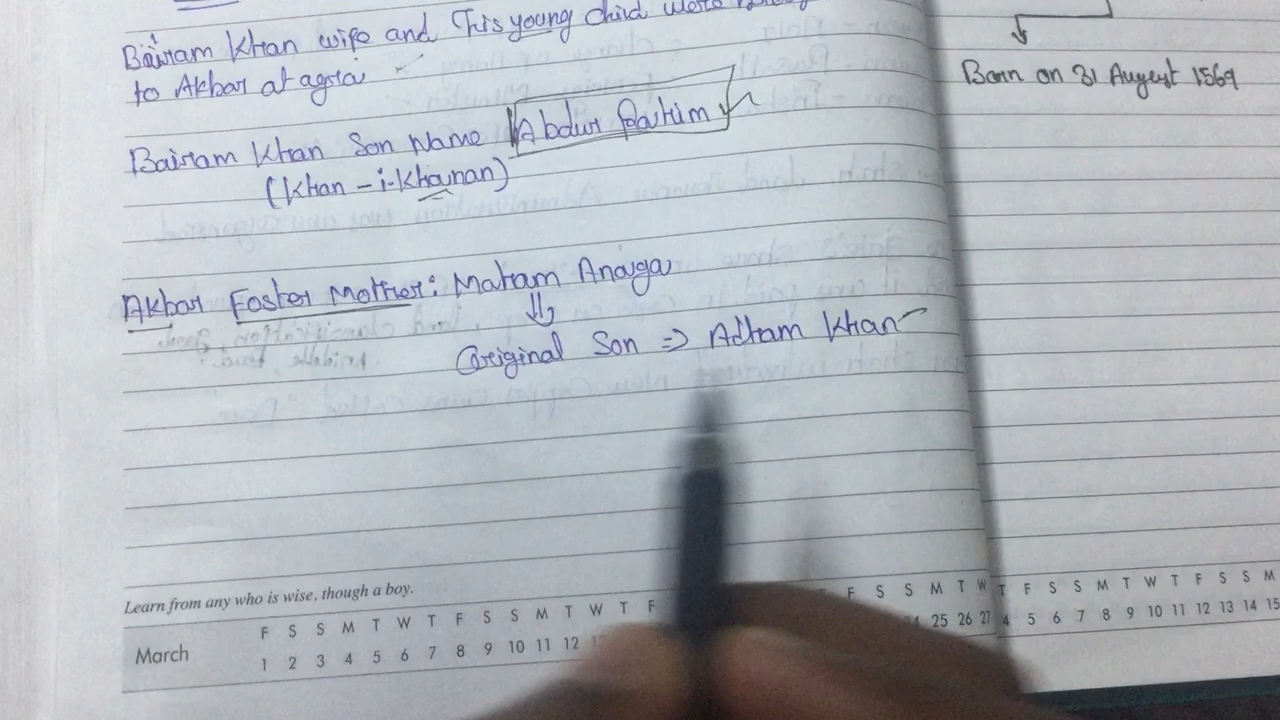 Bairam Khan wife and This young child were
to Akbar at agra
Bairam Khan Son Name Abdur Rahim
(Khan-i-Khanan)
Akbar Foster Mother: Maham Anaga
Original Son => Adham Khan
Born on 31 August 1569
Learn from any who is wise, though a boy.
March
F S S M T W T F S S M T W T F
1 2 3 4 5 6 7 8 9 10 11 12
F S S M T W
25 26 27
T F S S M T W T F S S M
4 5 6 7 8 9 10 11 12 13 14 15